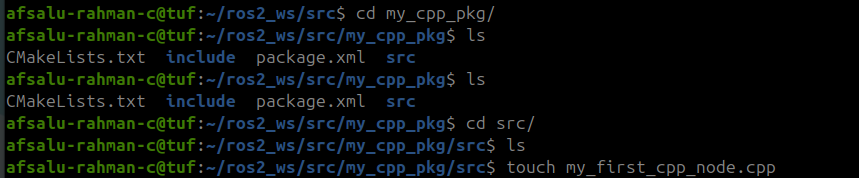 afsalu-rahman-c@tuf:~/ros2_ws/src$ cd my_cpp_pkg/
afsalu-rahman-c@tuf:~/ros2_ws/src/my_cpp_pkg$ ls
CMakeLists.txt  include  package.xml  src
afsalu-rahman-c@tuf:~/ros2_ws/src/my_cpp_pkg$ ls
CMakeLists.txt  include  package.xml  src
afsalu-rahman-c@tuf:~/ros2_ws/src/my_cpp_pkg$ cd src/
afsalu-rahman-c@tuf:~/ros2_ws/src/my_cpp_pkg/src$ ls
afsalu-rahman-c@tuf:~/ros2_ws/src/my_cpp_pkg/src$ touch my_first_cpp_node.cpp